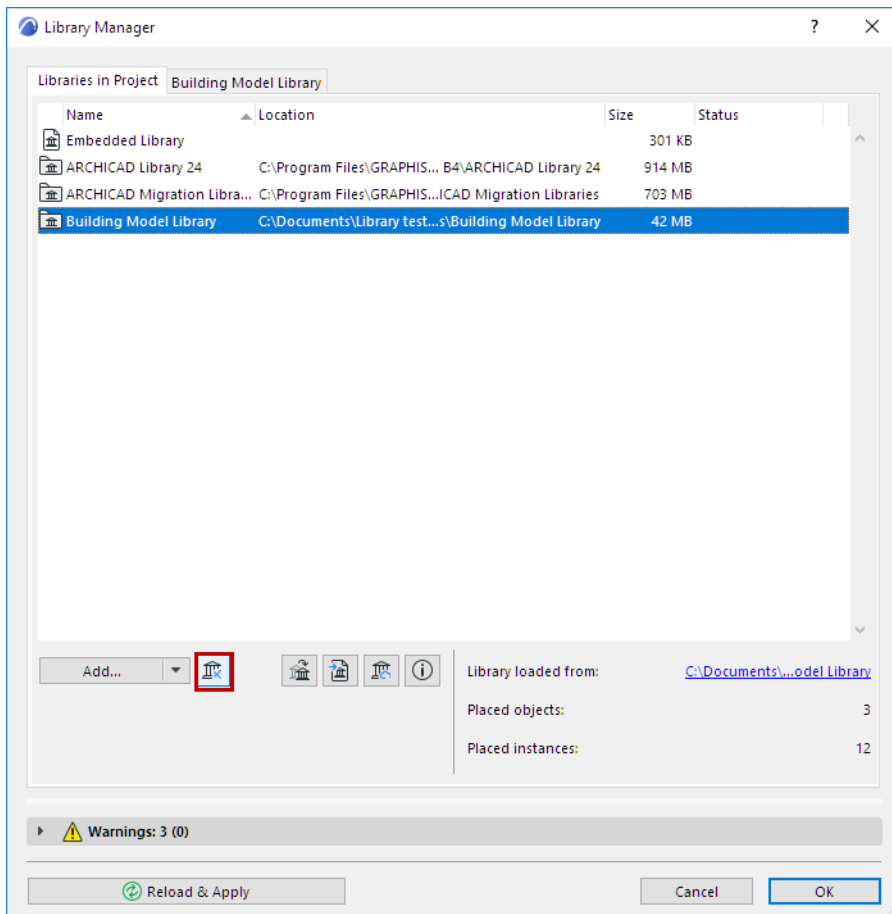 Library Manager ?
Libraries in Project Building Model Library
Name Location Size Status
Embedded Library 301 KB
ARCHICAD Library 24 C:\Program Files\GRAPHIS... B4\ARCHICAD Library 24 914 MB
ARCHICAD Migration Libra... C:\Program Files\GRAPHIS...ICAD Migration Libraries 703 MB
Building Model Library C:\Documents\Library test...s\Building Model Library 42 MB
Add...
Library loaded from: C:\Documents\...odel Library
Placed objects: 3
Placed instances: 12
Warnings: 3 (0)
Reload & Apply Cancel OK